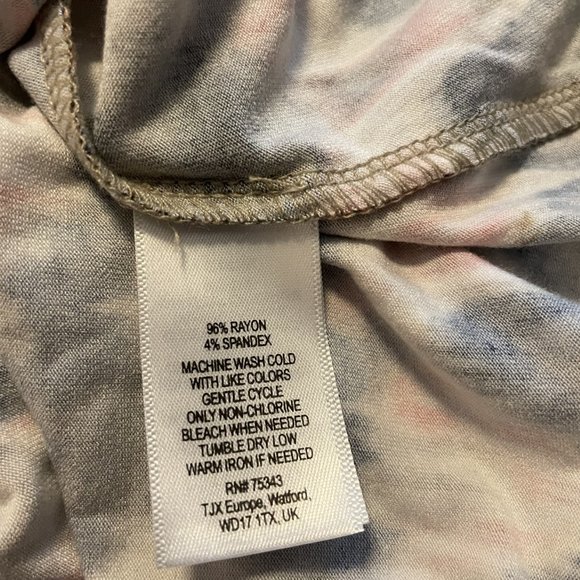 96% RAYON
4% SPANDEX
MACHINE WASH COLD
WITH LIKE COLORS
GENTLE CYCLE
ONLY NON-CHLORINE
BLEACH WHEN NEEDED
TUMBLE DRY LOW
WARM IRON IF NEEDED
RN# 75343
TJX Europe, Watford,
WD17 1TX, UK